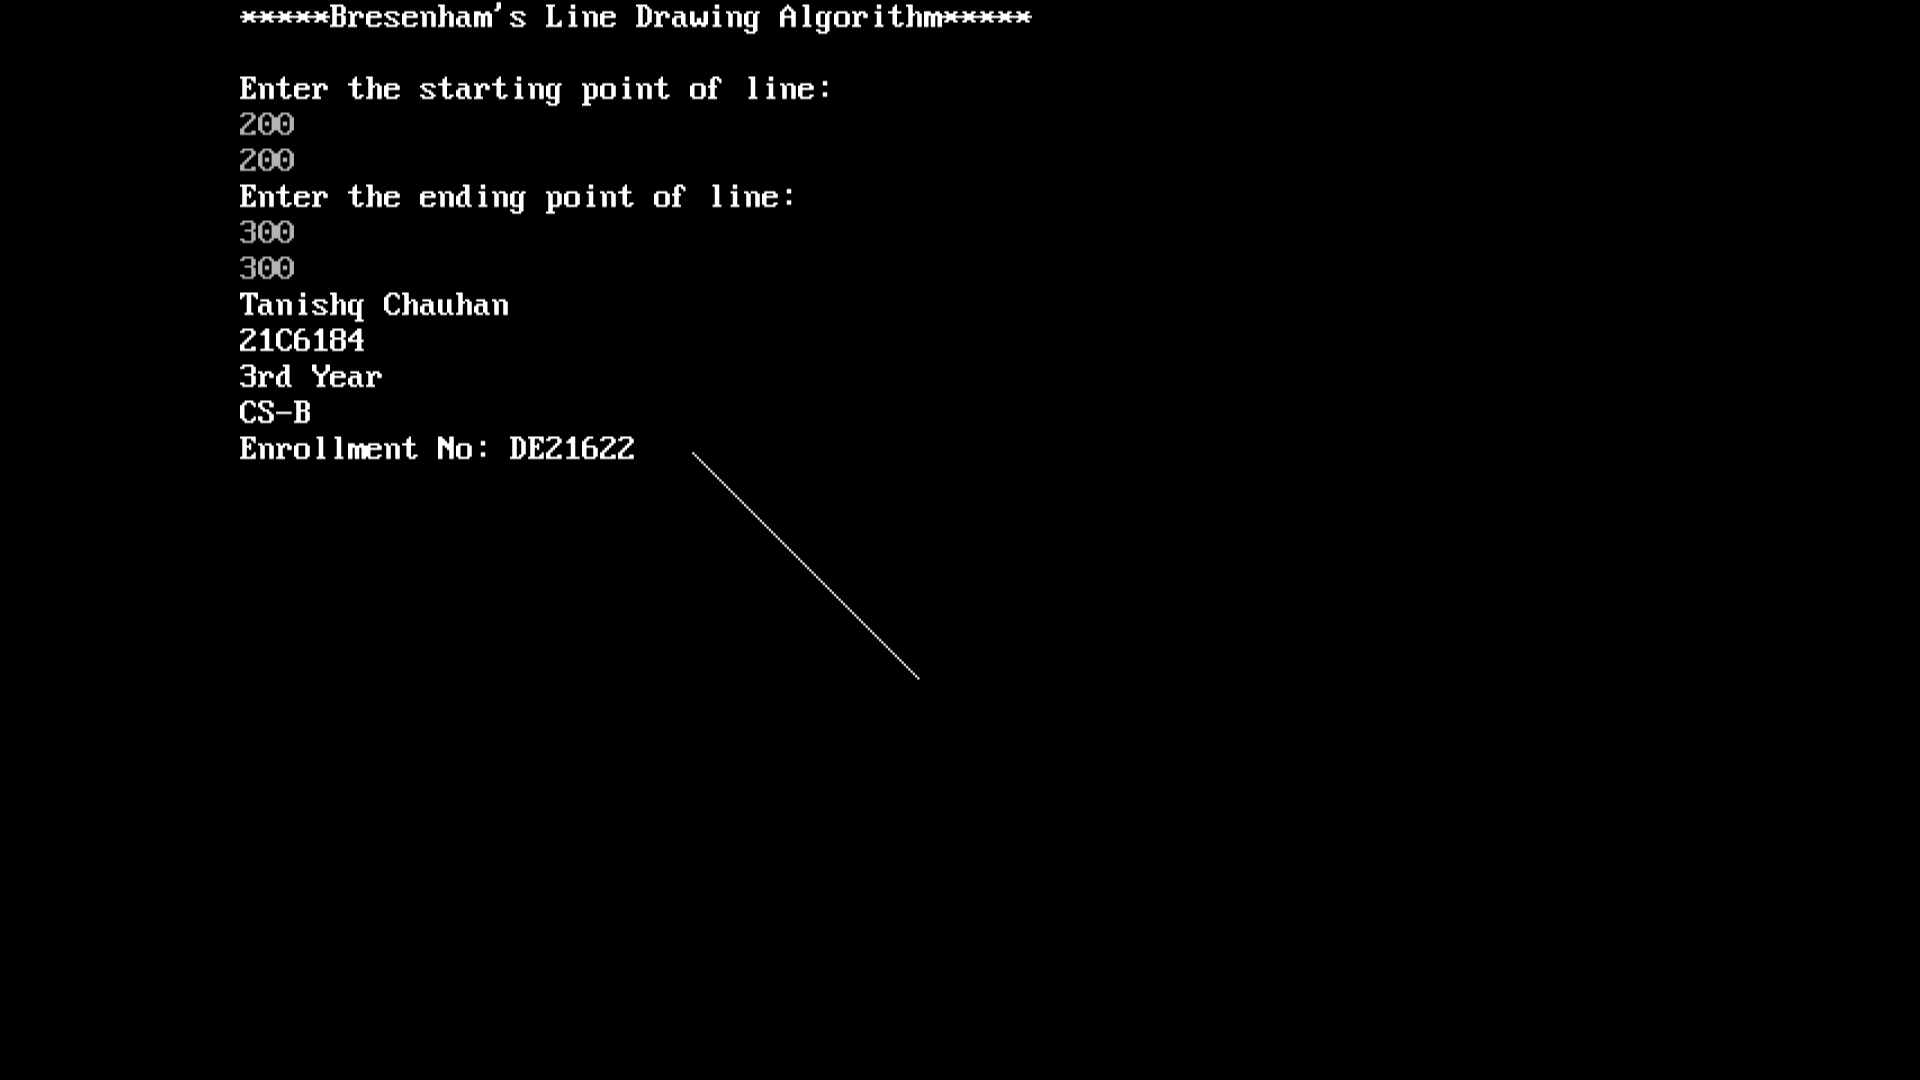 *****Bresenham's Line Drawing Algorithm*****
Enter the starting point of line:
200
200
Enter the ending point of line:
300
300
Tanishq Chauhan
21C6184
3rd Year
CS-B
Enrollment No: DE21622